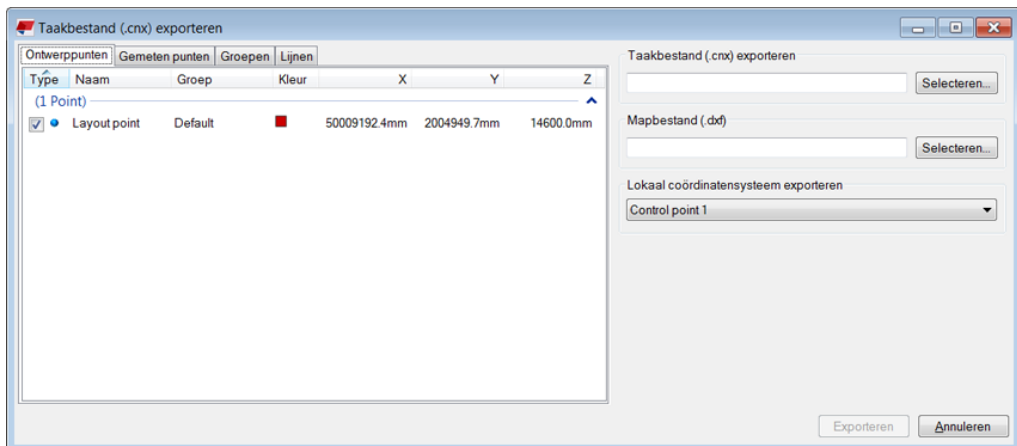 Taakbestand (.cnx) exporteren
Ontwerppunten Gemeten punten Groepen Lijnen
Type Naam Groep Kleur X Y Z
(1 Point)
Layout point Default 50009192.4mm 2004949.7mm 14600.0mm
Taakbestand (.cnx) exporteren
Selecteren...
Mapbestand (.dxf)
Selecteren...
Lokaal coördinatensysteem exporteren
Control point 1
Exporteren Annuleren